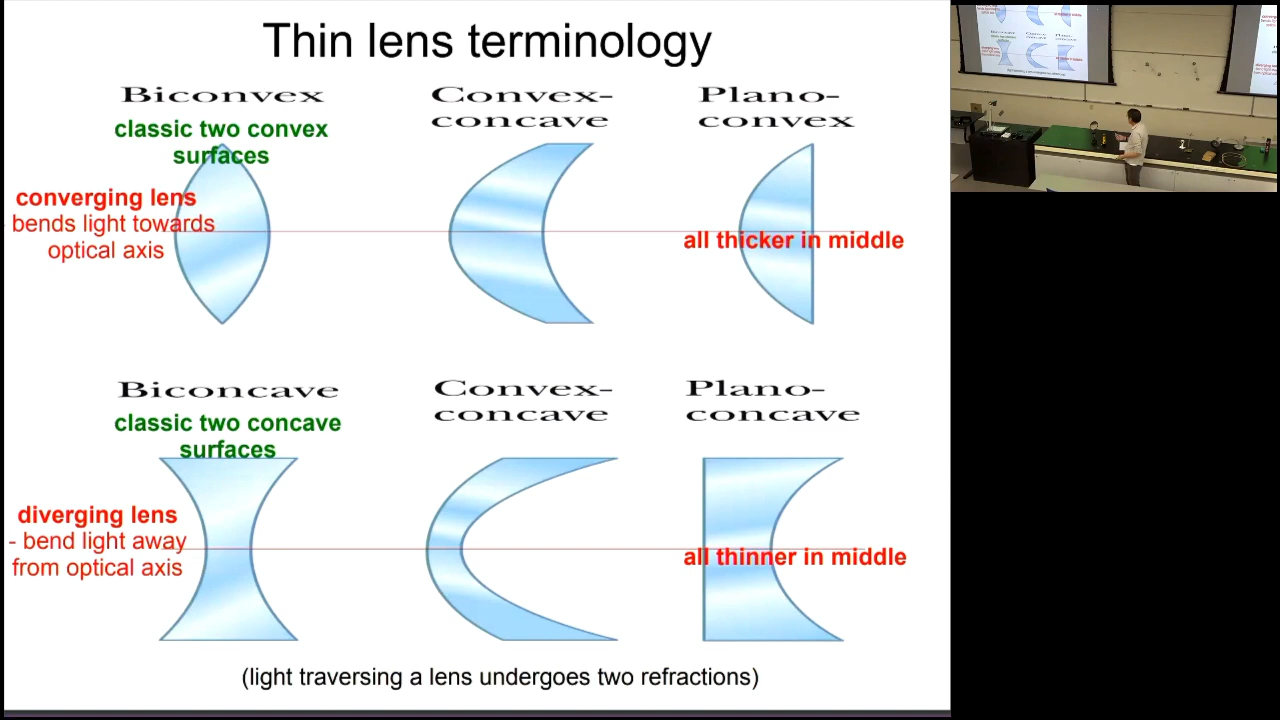 Thin lens terminology
Biconvex
classic two convex
surfaces
Convex-
concave
Plano-
convex
converging lens
bends light towards
optical axis
all thicker in middle
Biconcave
classic two concave
surfaces
Convex-
concave
Plano-
concave
diverging lens
- bend light away
from optical axis
all thinner in middle
(light traversing a lens undergoes two refractions)